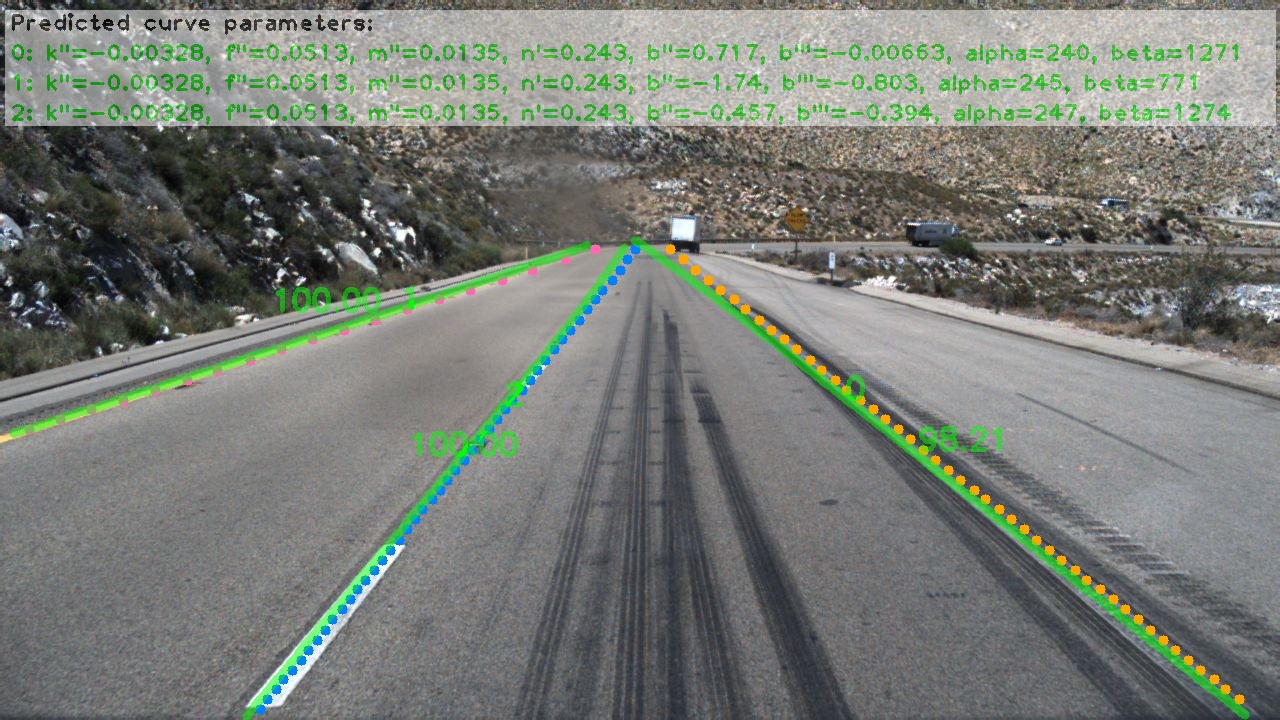 Predicted curve parameters:
0: k''=-0.00328, f''=0.0513, m''=0.0135, n'=0.243, b''=0.717, b'''=-0.00663, alpha=240, beta=1271
1: k''=-0.00328, f''=0.0513, m''=0.0135, n'=0.243, b''=-1.74, b'''=-0.803, alpha=245, beta=771
2: k''=-0.00328, f''=0.0513, m''=0.0135, n'=0.243, b''=-0.457, b'''=-0.394, alpha=247, beta=1274
100.00 1
2 0
100.00 98.21